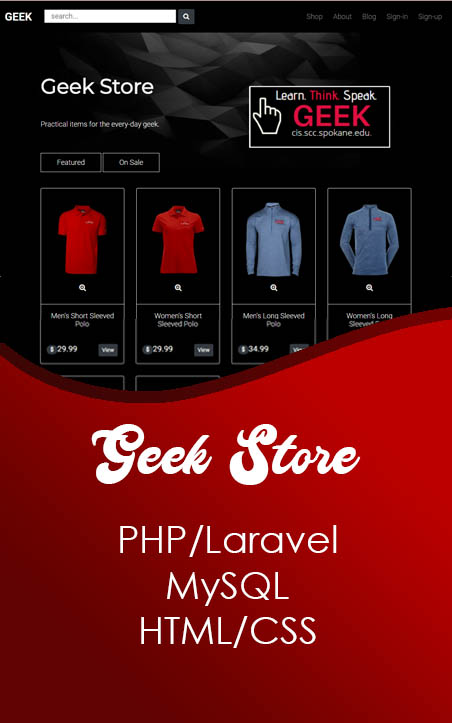 GEEK
search...
Shop About Blog Sign-in Sign-up
Geek Store
Practical items for the every-day geek.
Learn. Think. Speak.
GEEK
cis.scc.spokane.edu.
Featured
On Sale
Men's Short Sleeved
Polo
$ 29.99
View
Women's Short
Sleeved Polo
$ 29.99
View
Men's Long Sleeved
Polo
$ 34.99
Women's Long
Geek Store
PHP/Laravel
MySQL
HTML/CSS